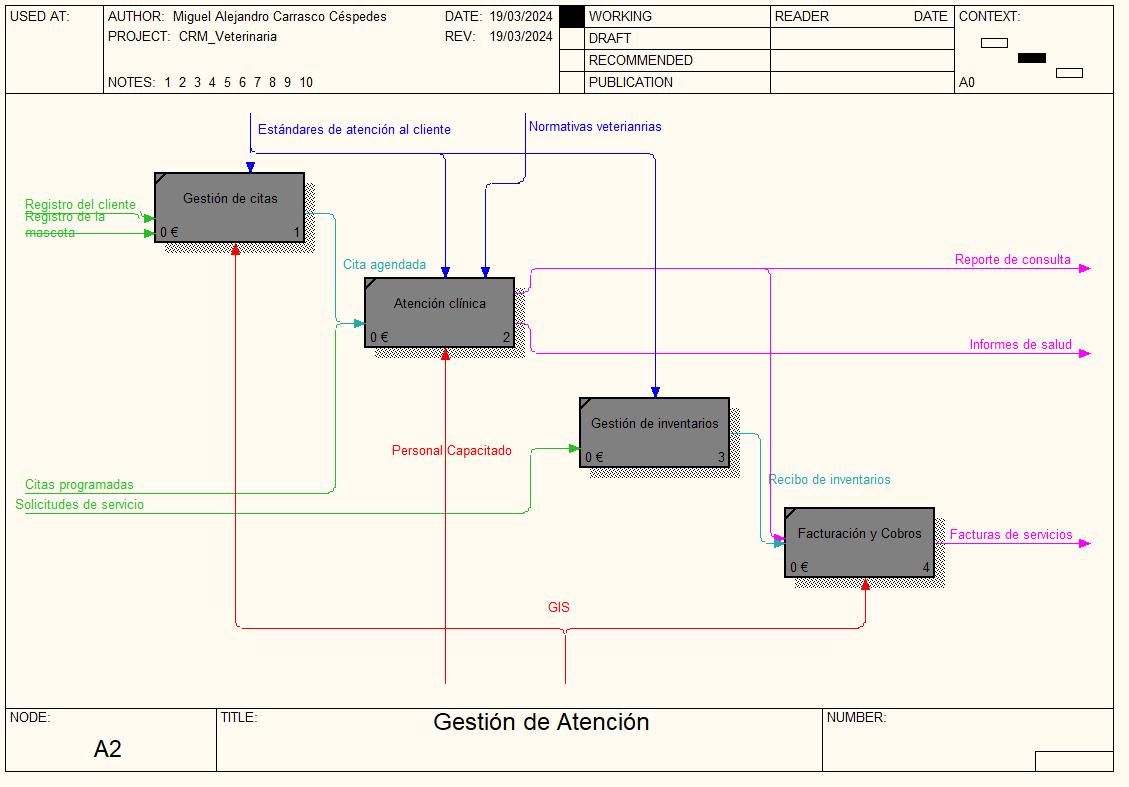 USED AT:
AUTHOR: Miguel Alejandro Carrasco Céspedes
DATE: 19/03/2024
PROJECT: CRM_Veterinaria
REV: 19/03/2024
NOTES: 1 2 3 4 5 6 7 8 9 10
WORKING
DRAFT
RECOMMENDED
PUBLICATION
READER DATE
CONTEXT:
A0
Estándares de atención al cliente
Normativas veterianrias
Gestión de citas
0 € 1
Registro del cliente
Registro de la
mascota
Cita agendada
Reporte de consulta
Atención clínica
0 € 2
Informes de salud
Gestión de inventarios
0 € 3
Personal Capacitado
Citas programadas
Solicitudes de servicio
Recibo de inventarios
Facturación y Cobros
0 € 4
Facturas de servicios
GIS
NODE:
A2
TITLE:
Gestión de Atención
NUMBER: